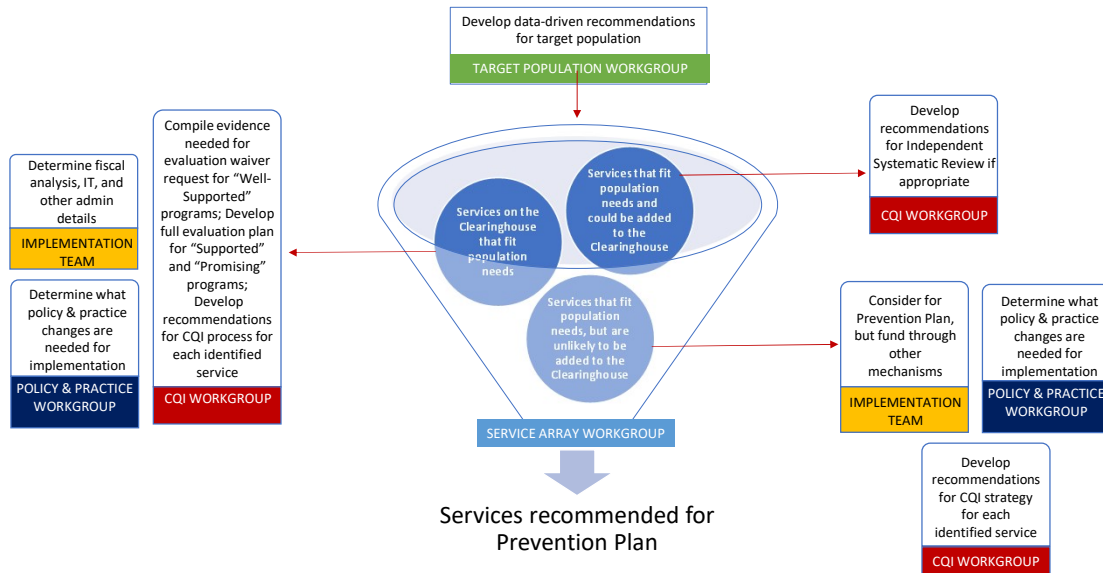 Develop data-driven recommendations
for target population
TARGET POPULATION WORKGROUP
Determine fiscal
analysis, IT, and
other admin
details
IMPLEMENTATION
TEAM
Determine what
policy & practice
changes are
needed for
implementation
POLICY & PRACTICE
WORKGROUP
Compile evidence
needed for
evaluation waiver
request for “Well-
Supported”
programs; Develop
full evaluation plan
for “Supported”
and “Promising”
programs;
Develop
recommendations
for CQI process for
each identified
service
CQI WORKGROUP
Services on the
Clearinghouse
that fit
population
needs
Services that fit
population
needs and
could be added
to the
Clearinghouse
Services that fit
population
needs, but are
unlikely to be
added to the
Clearinghouse
SERVICE ARRAY WORKGROUP
Services recommended for
Prevention Plan
Develop
recommendations
for Independent
Systematic Review if
appropriate
CQI WORKGROUP
Consider for
Prevention Plan,
but fund through
other
mechanisms
IMPLEMENTATION
TEAM
Determine what
policy & practice
changes are
needed for
implementation
POLICY & PRACTICE
WORKGROUP
Develop
recommendations
for CQI strategy
for each
identified service
CQI WORKGROUP